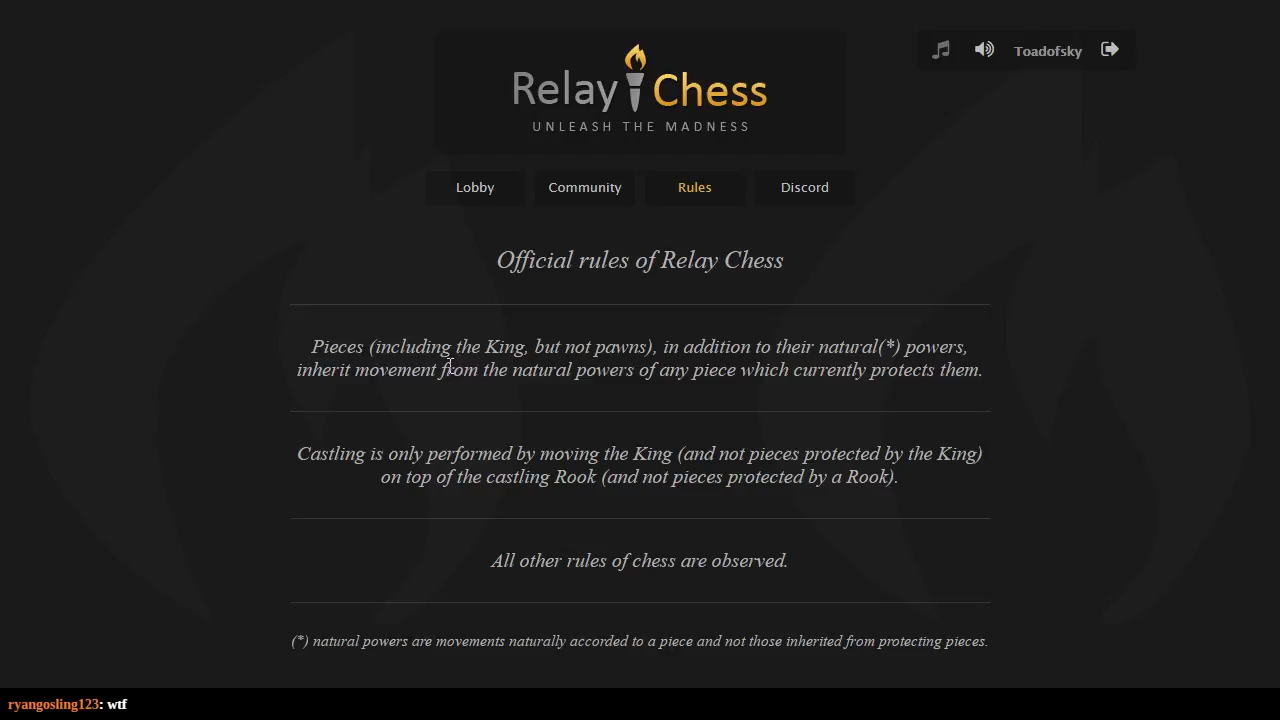 Toadofsky
Relay Chess
UNLEASH THE MADNESS
Lobby
Community
Rules
Discord
Official rules of Relay Chess
Pieces (including the King, but not pawns), in addition to their natural(*) powers,
inherit movement from the natural powers of any piece which currently protects them.
Castling is only performed by moving the King (and not pieces protected by the King)
on top of the castling Rook (and not pieces protected by a Rook).
All other rules of chess are observed.
(*) natural powers are movements naturally accorded to a piece and not those inherited from protecting pieces.
ryangosling123: wtf